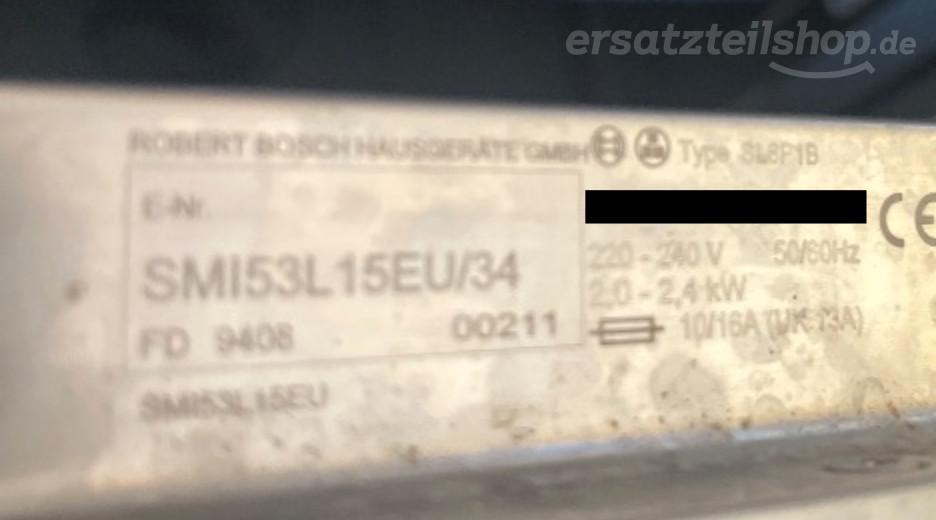 ersatzteilshop.de
ROBERT BOSCH HAUSGERÄTE GMBH Type SL6P1B
E-Nr.
SMI53L15EU/34
FD 9408 00211
SMI53L15EU
220 - 240 V 50/60Hz
2,0 - 2,4 kW
10/16A (UK 13A)
CE